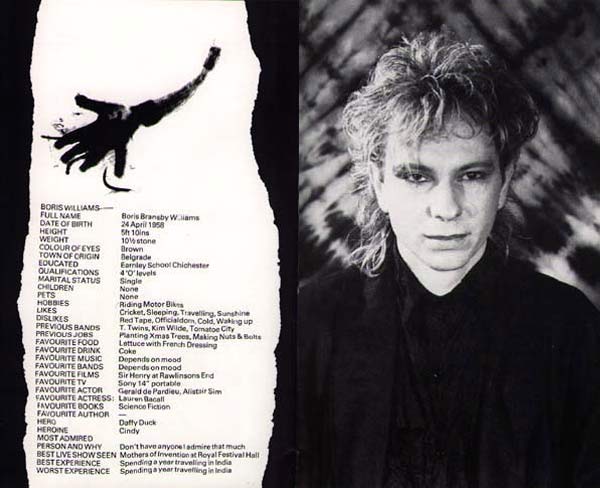 BORIS WILLIAMS —
FULL NAME Boris Bransby Williams
DATE OF BIRTH 24 April 1958
HEIGHT 5ft 10ins
WEIGHT 10½ stone
COLOUR OF EYES Brown
TOWN OF ORIGIN Belgrade
EDUCATED Earnley School Chichester
QUALIFICATIONS 4 'O' levels
MARITAL STATUS Single
CHILDREN None
PETS None
HOBBIES Riding Motor Bikes
LIKES Cricket, Sleeping, Travelling, Sunshine
DISLIKES Red Tape, Officialdom, Cold, Waking up
PREVIOUS BANDS T. Twins, Kim Wilde, Tomatoe City
PREVIOUS JOBS Planting Xmas Trees, Making Nuts & Bolts
FAVOURITE FOOD Lettuce with French Dressing
FAVOURITE DRINK Coke
FAVOURITE MUSIC Depends on mood
FAVOURITE BANDS Depends on mood
FAVOURITE FILMS Sir Henry at Rawlinsons End
FAVOURITE TV Sony 14" portable
FAVOURITE ACTOR Gerald de Pardieu, Alistair Sim
FAVOURITE ACTRESS: Lauren Bacall
FAVOURITE BOOKS Science Fiction
FAVOURITE AUTHOR —
HERO Daffy Duck
HEROINE Cindy
MOST ADMIRED
PERSON AND WHY Don't have anyone I admire that much
BEST LIVE SHOW SEEN Mothers of Invention at Royal Festival Hall
BEST EXPERIENCE Spending a year travelling in India
WORST EXPERIENCE Spending a year travelling in India